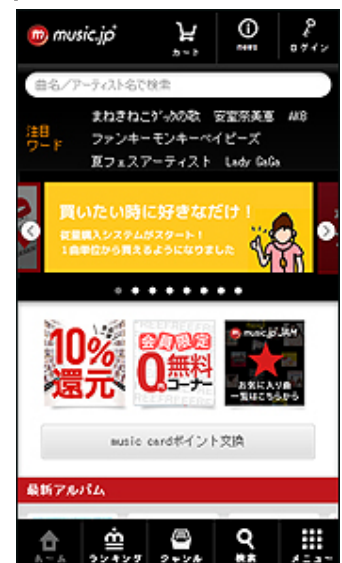 music.jp
カート
news
ログイン
曲名/アーティスト名で検索
注目
ワード
まねきねこダックの歌 安室奈美恵 AKB
ファンキーモンキーベイビーズ
夏フェスアーティスト Lady GaGa
買いたい時に好きなだけ!
従量購入システムがスタート!
1曲単位から買えるようになりました
10%
還元
会員限定
0円無料
コーナー
music.jp JAM
お気に入り曲
一覧はこちらから
music cardポイント交換
最新アルバム
ホーム
ランキング
ジャンル
検索
メニュー